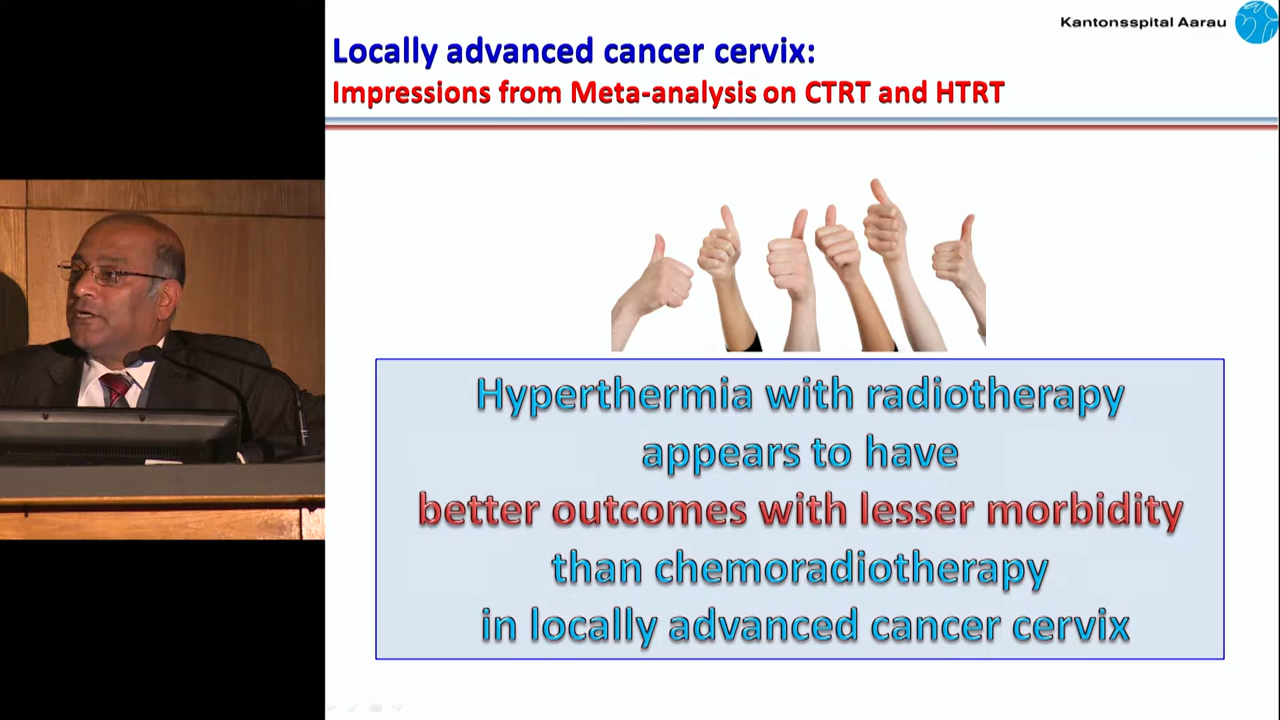 Kantonsspital Aarau
Locally advanced cancer cervix:
Impressions from Meta-analysis on CTRT and HTRT
Hyperthermia with radiotherapy
appears to have
better outcomes with lesser morbidity
than chemoradiotherapy
in locally advanced cancer cervix